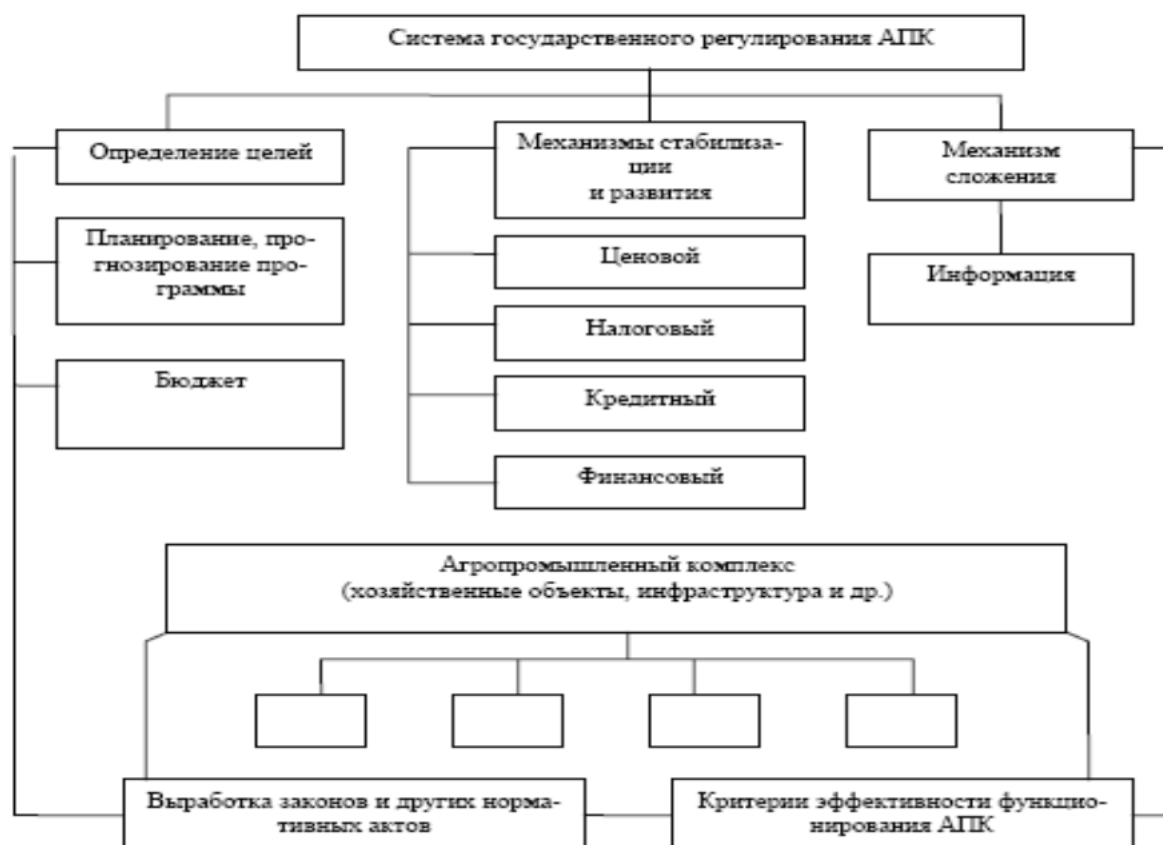 Система государственного регулирования АПК
Определение целей
Механизмы стабилиза-
ции
и развития
Механизм
сложения
Планирование, про-
гнозирование про-
граммы
Ценовой
Информация
Налоговый
Бюджет
Кредитный
Финансовый
Агропромышленный комплекс
(хозяйственные объекты, инфраструктура и др.)
Выработка законов и других норма-
тивных актов
Критерии эффективности функцио-
нирования АПК